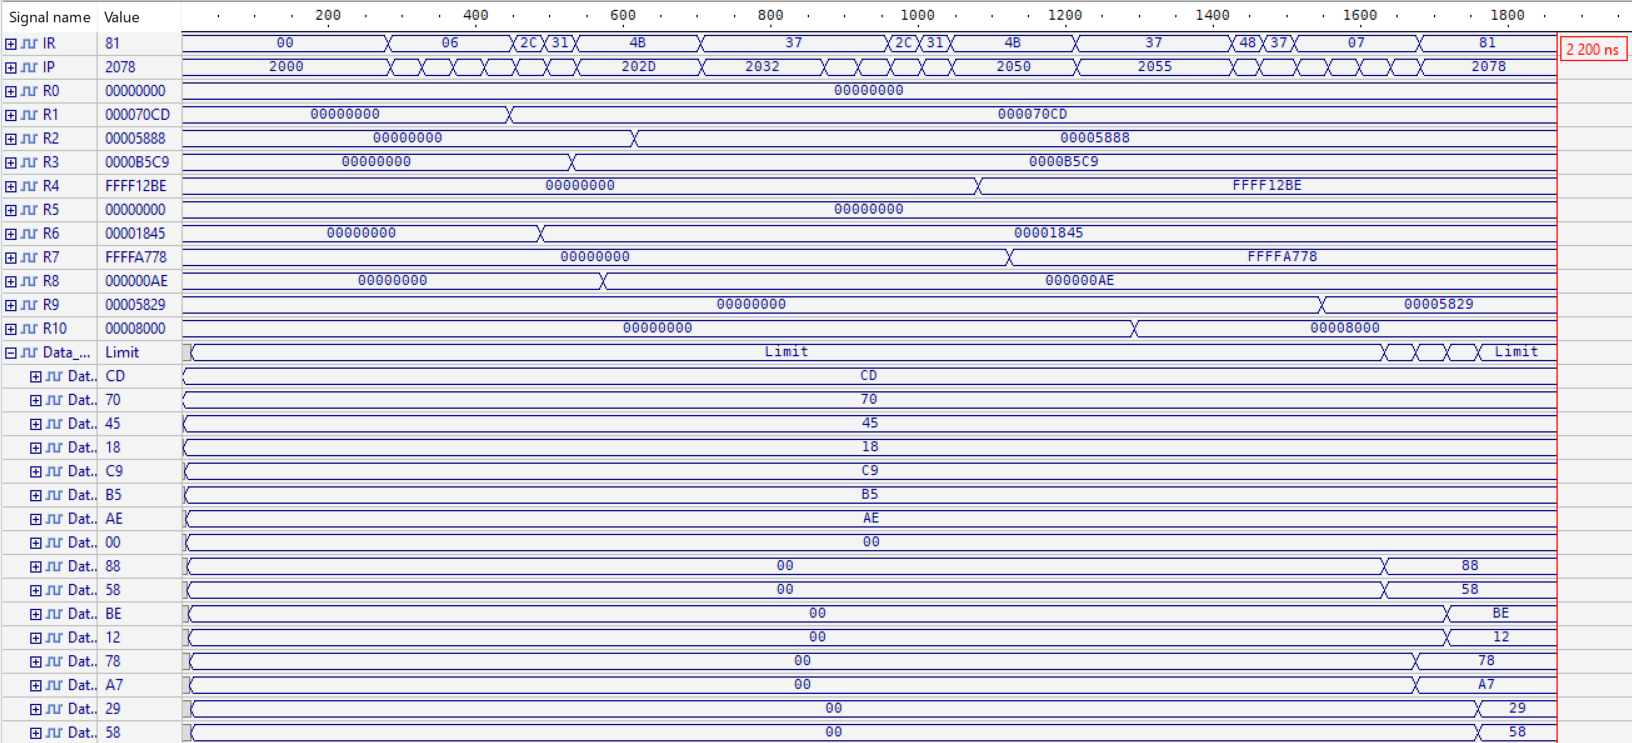 Signal name Value 200 400 600 800 1000 1200 1400 1600 1800
IR 81 00 06 2C 31 4B 37 2C 31 4B 37 48 37 07 81 2 200 ns
IP 2078 2000 202D 2032 2050 2055 2078
R0 00000000 00000000
R1 000070CD 00000000 000070CD
R2 00005888 00000000 00005888
R3 0000B5C9 00000000 0000B5C9
R4 FFFF12BE 00000000 FFFF12BE
R5 00000000 00000000
R6 00001845 00000000 00001845
R7 FFFFA778 00000000 FFFFA778
R8 000000AE 00000000 000000AE
R9 00005829 00000000 00005829
R10 00008000 00000000 00008000
Data_... Limit Limit Limit
Dat.. CD CD
Dat.. 70 70
Dat.. 45 45
Dat.. 18 18
Dat.. C9 C9
Dat.. B5 B5
Dat.. AE AE
Dat.. 00 00
Dat.. 88 00 88
Dat.. 58 00 58
Dat.. BE 00 BE
Dat.. 12 00 12
Dat.. 78 00 78
Dat.. A7 00 A7
Dat.. 29 00 29
Dat.. 58 00 58